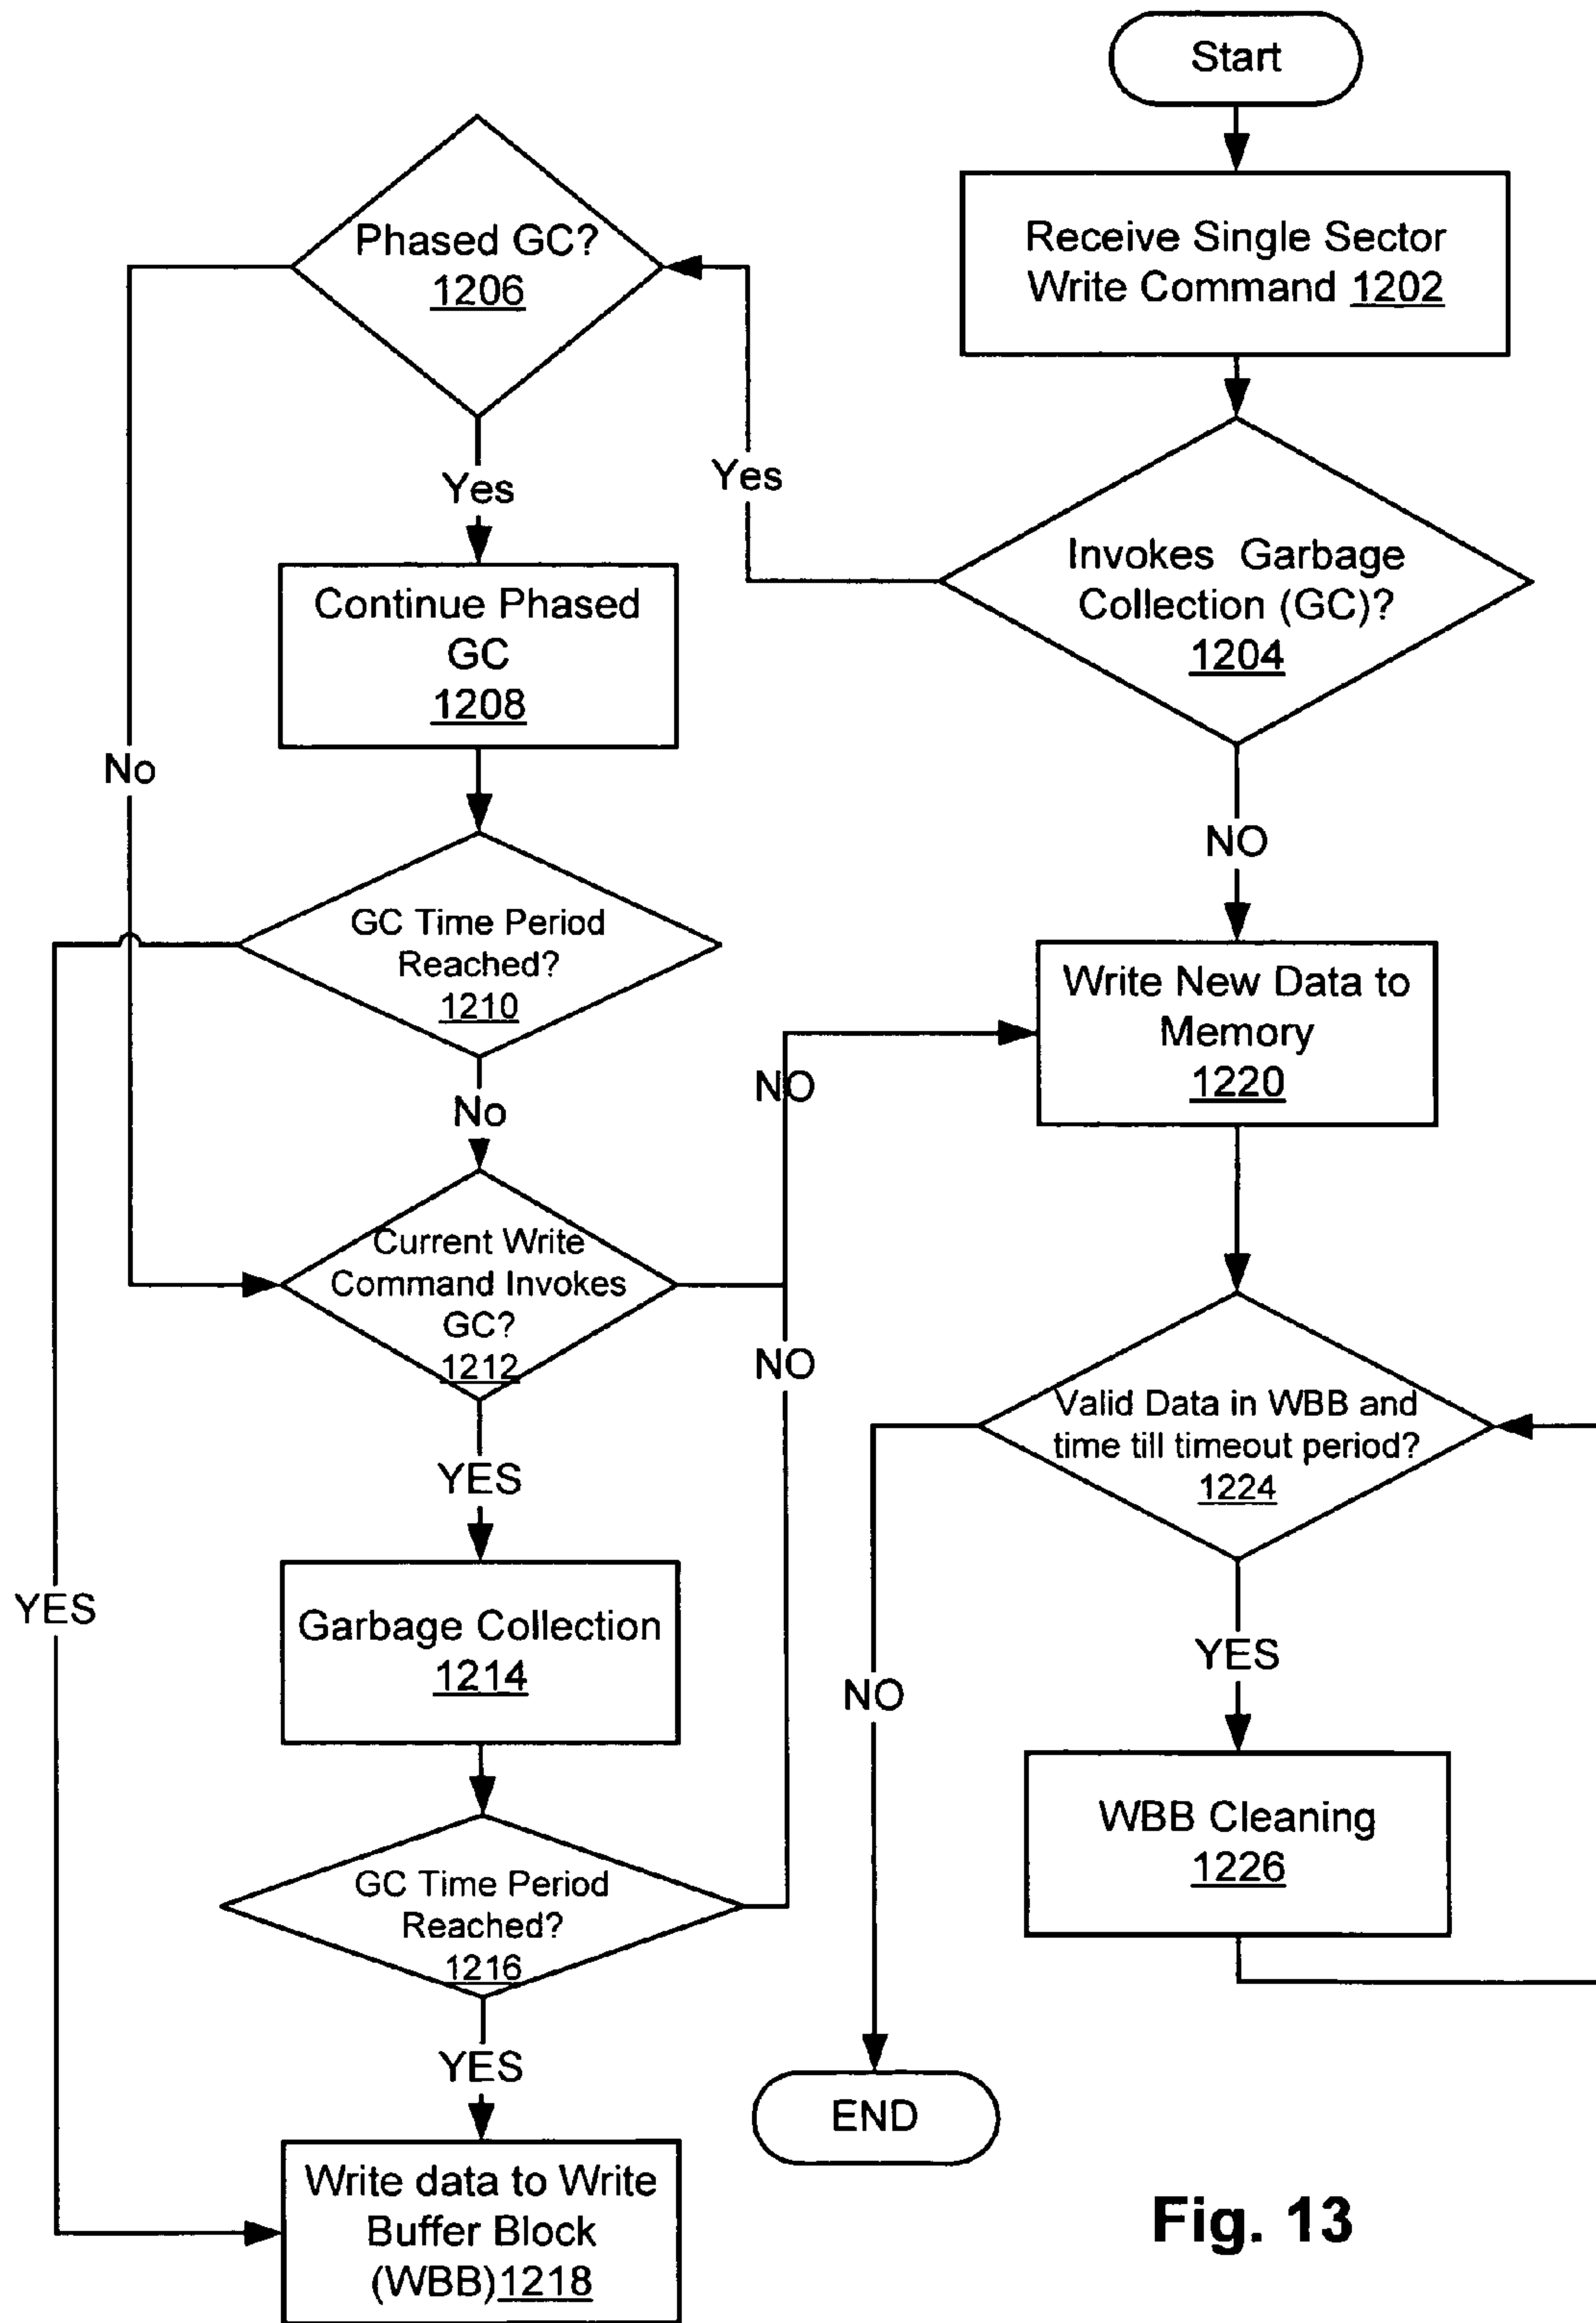 Start
Receive Single Sector
Write Command 1202
Invokes Garbage
Collection (GC)?
1204
Yes
NO
Phased GC?
1206
No
Yes
Continue Phased
GC
1208
GC Time Period
Reached?
1210
YES
No
Current Write
Command Invokes
GC?
1212
NO
YES
Garbage Collection
1214
GC Time Period
Reached?
1216
NO
YES
Write data to Write
Buffer Block
(WBB)1218
Write New Data to
Memory
1220
Valid Data in WBB and
time till timeout period?
1224
NO
YES
WBB Cleaning
1226
END
Fig. 13